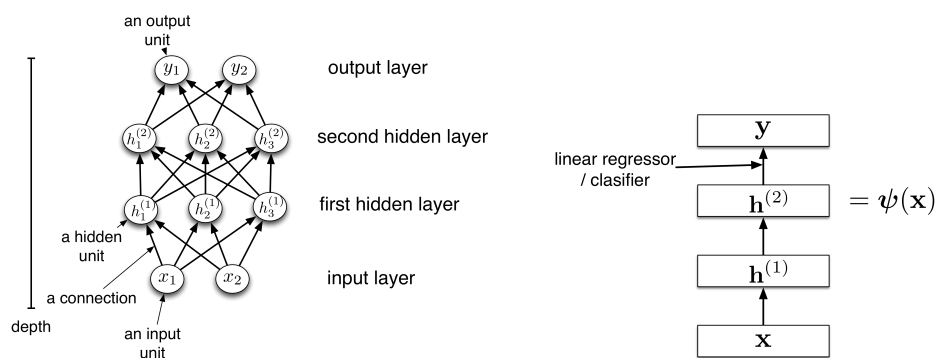 an output
unit
y₁ y₂
output layer
h₁⁽²⁾ h₂⁽²⁾ h₃⁽²⁾
second hidden layer
h₁⁽¹⁾ h₂⁽¹⁾ h₃⁽¹⁾
first hidden layer
a hidden
unit
x₁ x₂
input layer
a connection
depth
an input
unit
y
linear regressor
/ clasifier
h⁽²⁾ = ψ(x)
h⁽¹⁾
x